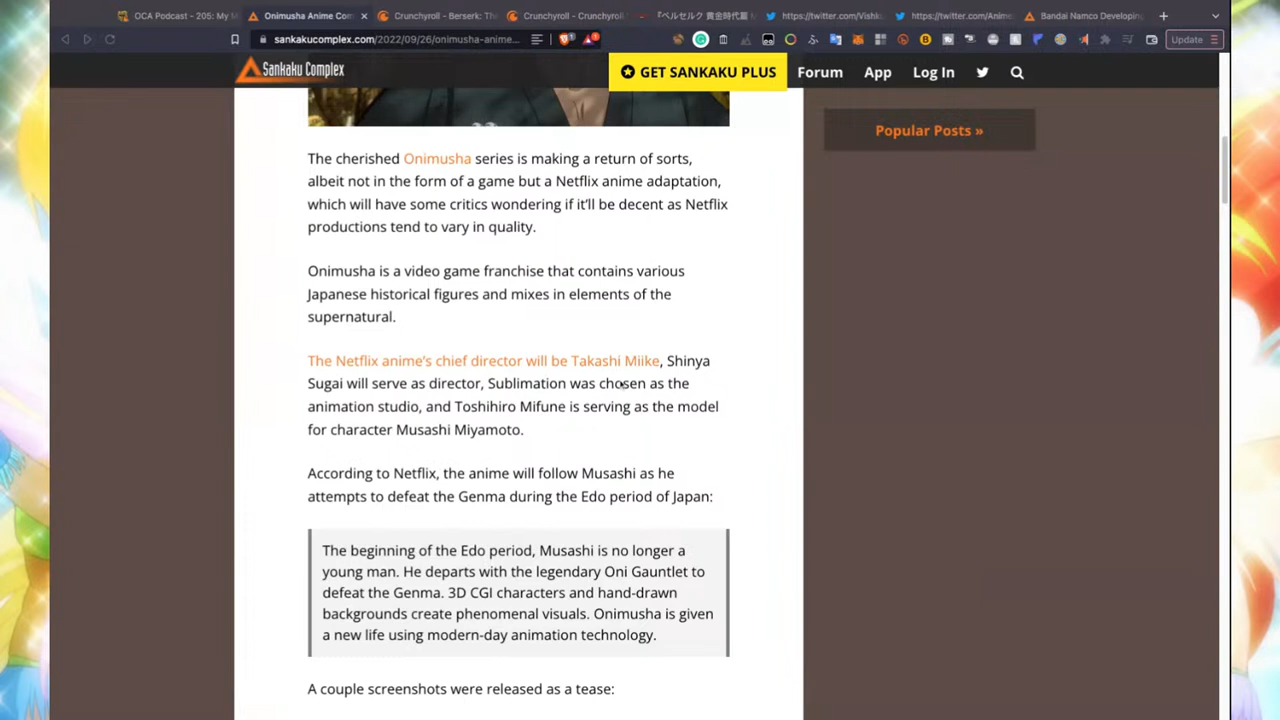 OCA Podcast - 205: My M
Onimusha Anime Com
Crunchyroll - Berserk: The
Crunchyroll - Crunchyroll
『ベルセルク 黄金時代篇 M
https://twitter.com/Vishk
https://twitter.com/Anime
Bandai Namco Developing
sankakucomplex.com/2022/09/26/onimusha-anime...
Update
Sankaku Complex
GET SANKAKU PLUS
Forum
App
Log In
Popular Posts »
The cherished Onimusha series is making a return of sorts,
albeit not in the form of a game but a Netflix anime adaptation,
which will have some critics wondering if it'll be decent as Netflix
productions tend to vary in quality.
Onimusha is a video game franchise that contains various
Japanese historical figures and mixes in elements of the
supernatural.
The Netflix anime's chief director will be Takashi Miike, Shinya
Sugai will serve as director, Sublimation was chosen as the
animation studio, and Toshihiro Mifune is serving as the model
for character Musashi Miyamoto.
According to Netflix, the anime will follow Musashi as he
attempts to defeat the Genma during the Edo period of Japan:
The beginning of the Edo period, Musashi is no longer a
young man. He departs with the legendary Oni Gauntlet to
defeat the Genma. 3D CGI characters and hand-drawn
backgrounds create phenomenal visuals. Onimusha is given
a new life using modern-day animation technology.
A couple screenshots were released as a tease: